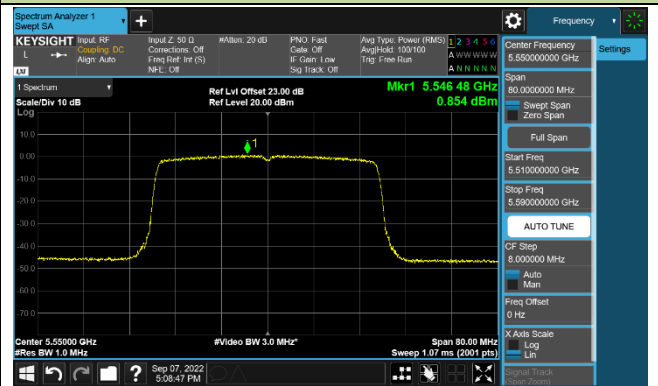 Spectrum Analyzer 1
Swept SA
Frequency
KEYSIGHT
Input: RF
Coupling: DC
Align: Auto
Input Z: 50 Ω
Corrections: Off
Freq Ref: Int (S)
NFE: Off
#Atten: 20 dB
PNO: Fast
Gate: Off
IF Gain: Low
Sig Track: Off
Avg Type: Power (RMS)
Avg|Hold: 100/100
Trig: Free Run
1 2 3 4 5 6
A W W W W W
A N N N N N
L
LXI
1 Spectrum
Scale/Div 10 dB
Log
Ref Lvl Offset 23.00 dB
Ref Level 20.00 dBm
Mkr1 5.546 48 GHz
0.854 dBm
1
10.0
0.00
-10.0
-20.0
-30.0
-40.0
-50.0
-60.0
-70.0
Center 5.55000 GHz
#Res BW 1.0 MHz
#Video BW 3.0 MHz*
Span 80.00 MHz
Sweep 1.07 ms (2001 pts)
Sep 07, 2022
5:08:47 PM
Center Frequency
5.550000000 GHz
Span
80.0000000 MHz
Swept Span
Zero Span
Full Span
Start Freq
5.510000000 GHz
Stop Freq
5.590000000 GHz
AUTO TUNE
CF Step
8.000000 MHz
Auto
Man
Freq Offset
0 Hz
X Axis Scale
Log
Lin
Signal Track
(Span Zoom)
Settings